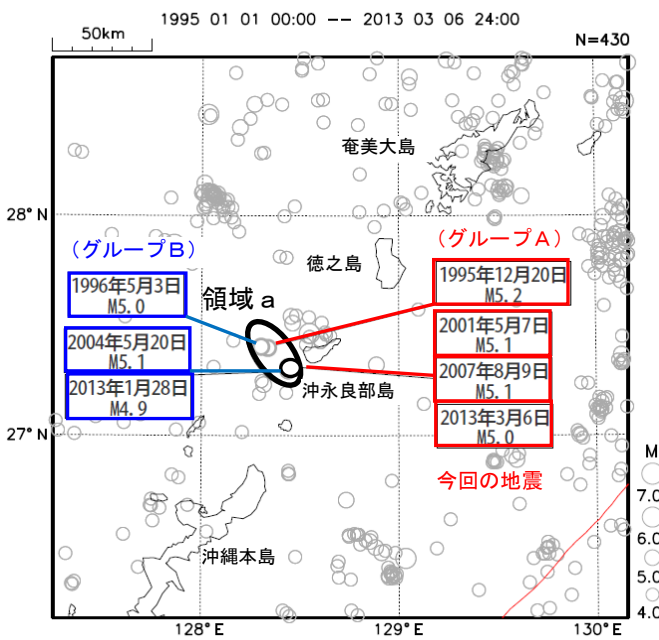 1995 01 01 00:00 -- 2013 03 06 24:00
50km
N=430
奄美大島
28°N
(グループB)
(グループA)
徳之島
1996年5月3日
M5.0
領域a
1995年12月20日
M5.2
2001年5月7日
M5.1
2004年5月20日
M5.1
2007年8月9日
M5.1
2013年1月28日
M4.9
沖永良部島
2013年3月6日
M5.0
27°N
今回の地震
M
7.0
6.0
5.0
4.0
沖縄本島
128°E
129°E
130°E